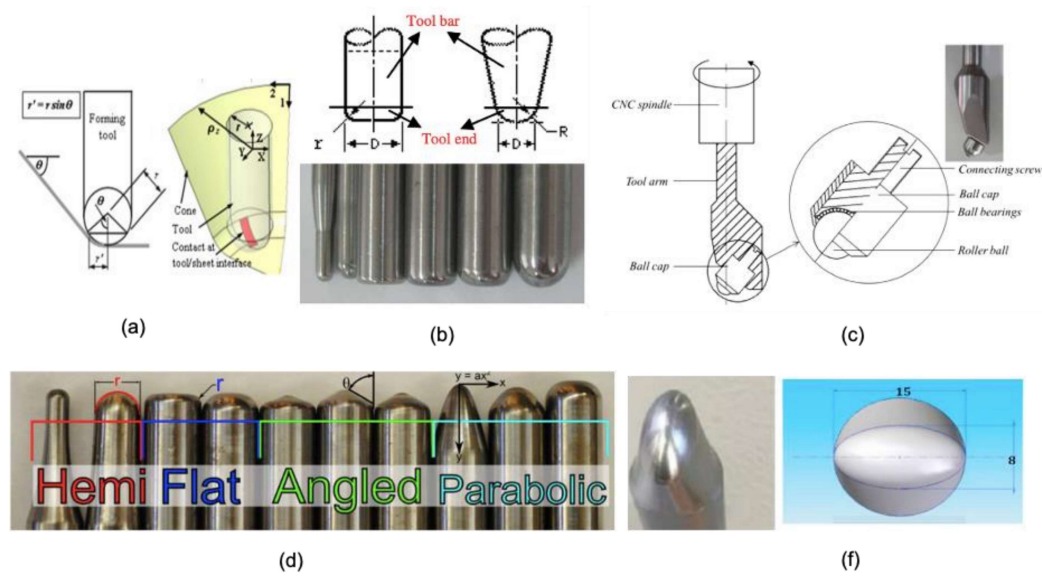 r' = r sin θ
Forming
tool
θ
θ
r
r'
2
1
ρ₂
r
Z
Y
X
Cone
Tool
Contact at
tool/sheet interface
(a)
Tool bar
Tool end
r
D
D
R
(b)
CNC spindle
Tool arm
Ball cap
Connecting screw
Ball cap
Ball bearings
Roller ball
(c)
r
r
θ
y = ax²
x
y
Hemi Flat Angled Parabolic
(d)
15
8
(f)